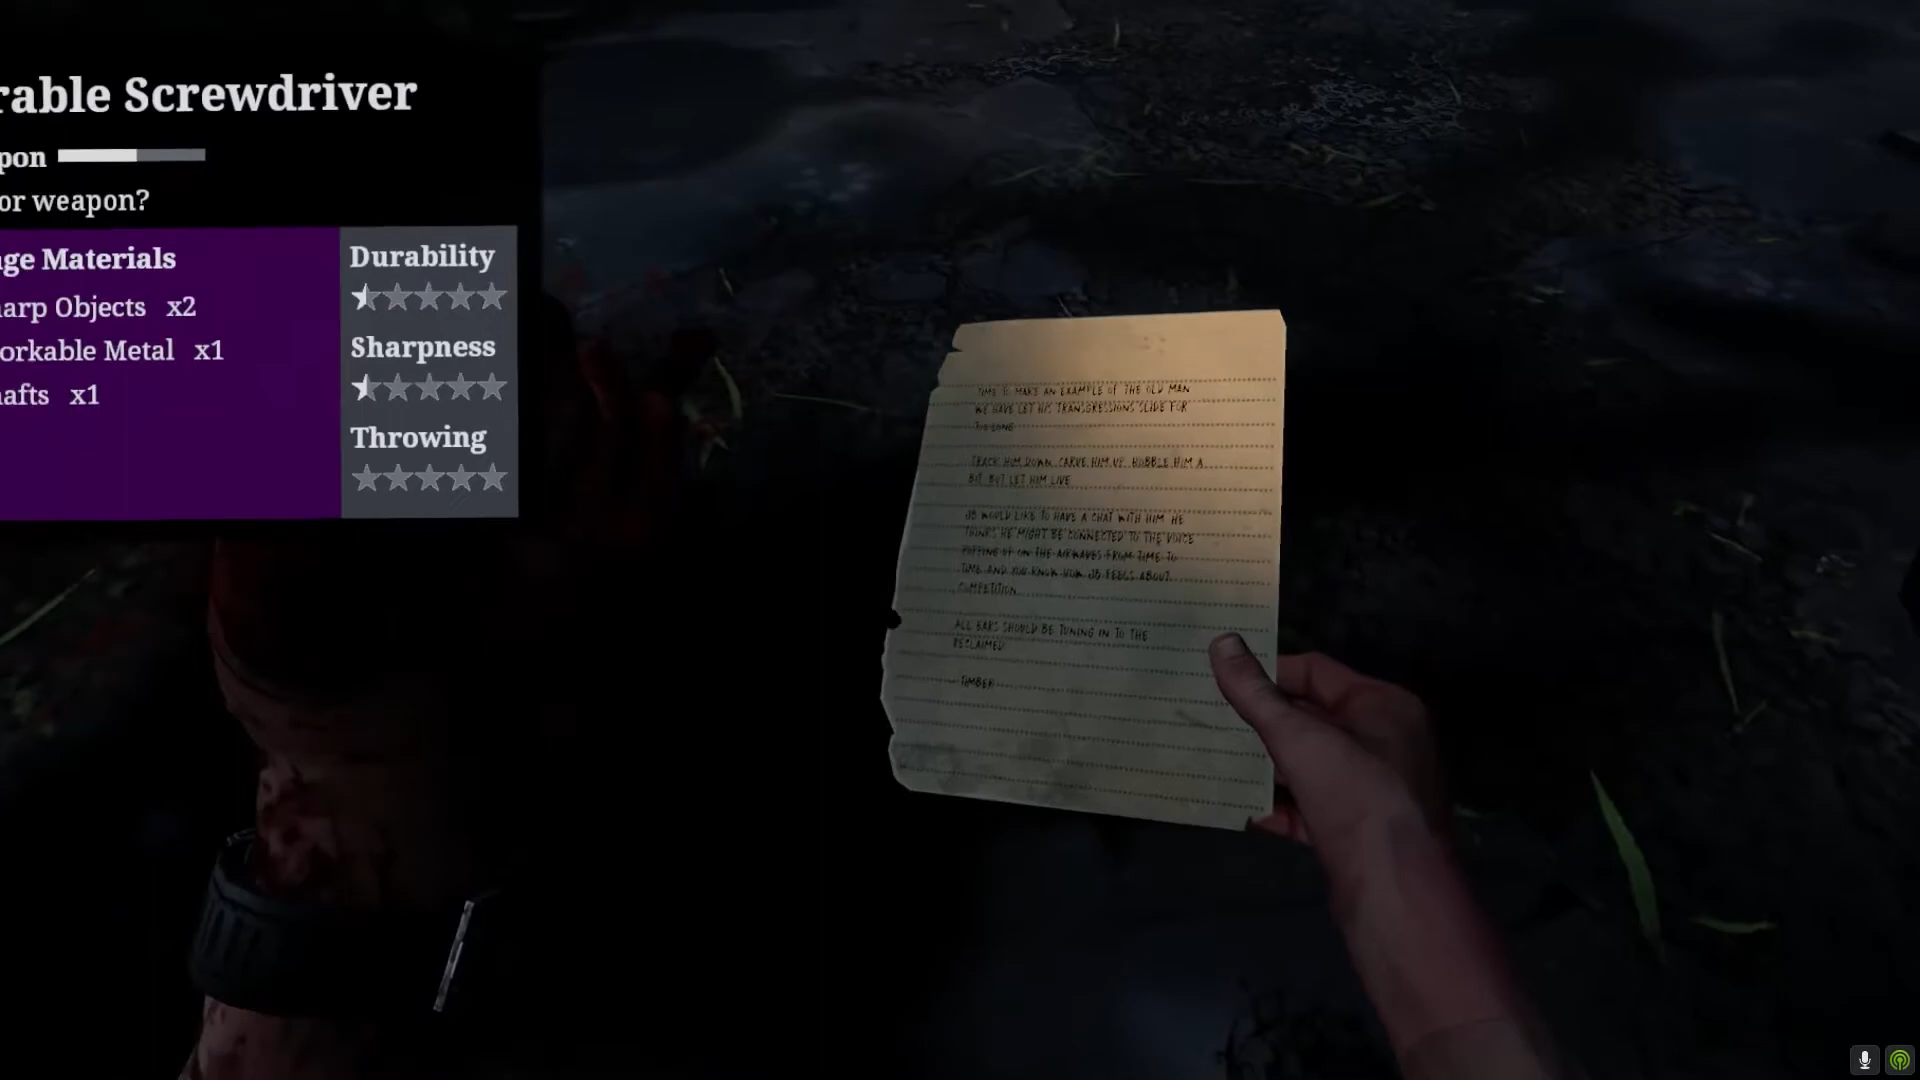 rable Screwdriver
pon
or weapon?
ge Materials
arp Objects x2
orkable Metal x1
afts x1
Durability
Sharpness
Throwing
TIME TO MAKE AN EXAMPLE OF THE OLD MAN
WE HAVE LET HIS TRANSGRESSIONS SLIDE FOR
TOO LONG
TRACK HIM DOWN. CARVE HIM UP. HOBBLE HIM A
BIT. BUT LET HIM LIVE
JB WOULD LIKE TO HAVE A CHAT WITH HIM. HE
THINKS HE MIGHT BE CONNECTED TO THE VOICE
POPPING UP ON THE AIRWAVES FROM TIME TO
TIME AND YOU KNOW HOW JB FEELS ABOUT
COMPETITION.
ALL EARS SHOULD BE TUNING IN TO THE
RECLAIMED
-TIMBER